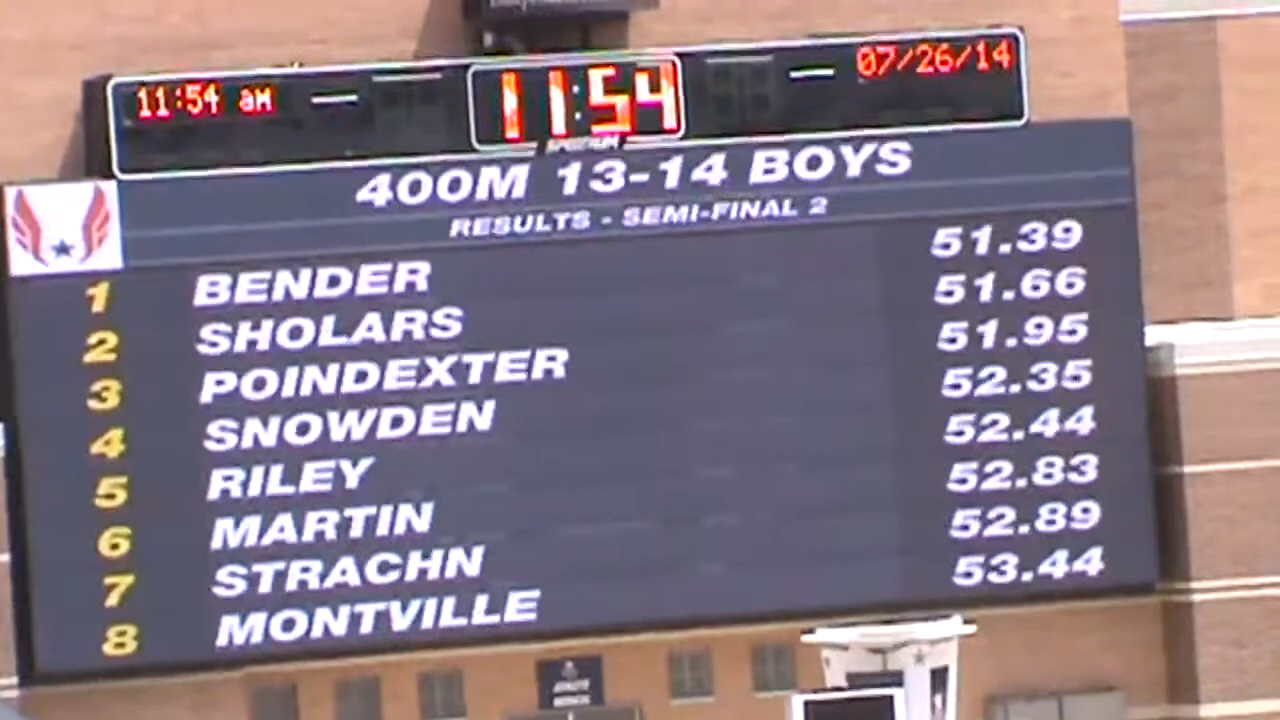 11:54 am
11:54
07/26/14
SPECTRUM
400M 13-14 BOYS
RESULTS - SEMI-FINAL 2
1 BENDER 51.39
2 SHOLARS 51.66
3 POINDEXTER 51.95
4 SNOWDEN 52.35
5 RILEY 52.44
6 MARTIN 52.83
7 STRACHN 52.89
8 MONTVILLE 53.44